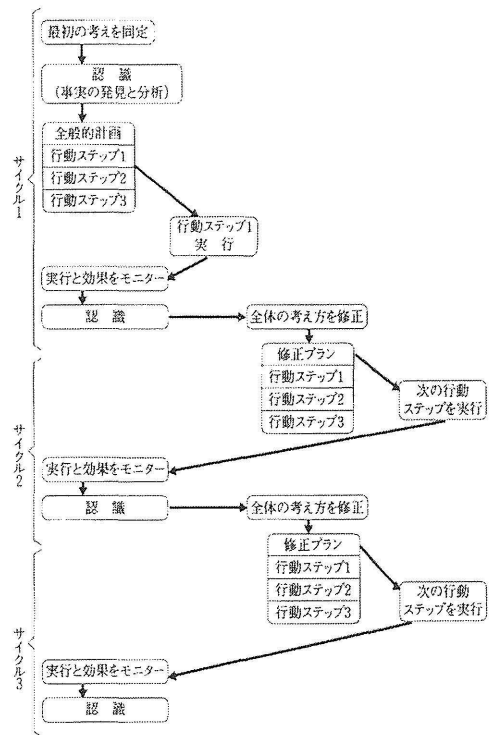 最初の考えを同定
認 識
(事実の発見と分析)
全般的計画
行動ステップ1
行動ステップ2
行動ステップ3
サイクル1
行動ステップ1
実 行
実行と効果をモニター
認 識
全体の考え方を修正
修正プラン
行動ステップ1
行動ステップ2
行動ステップ3
次の行動
ステップを実行
サイクル2
実行と効果をモニター
認 識
全体の考え方を修正
修正プラン
行動ステップ1
行動ステップ2
行動ステップ3
次の行動
ステップを実行
サイクル3
実行と効果をモニター
認 識